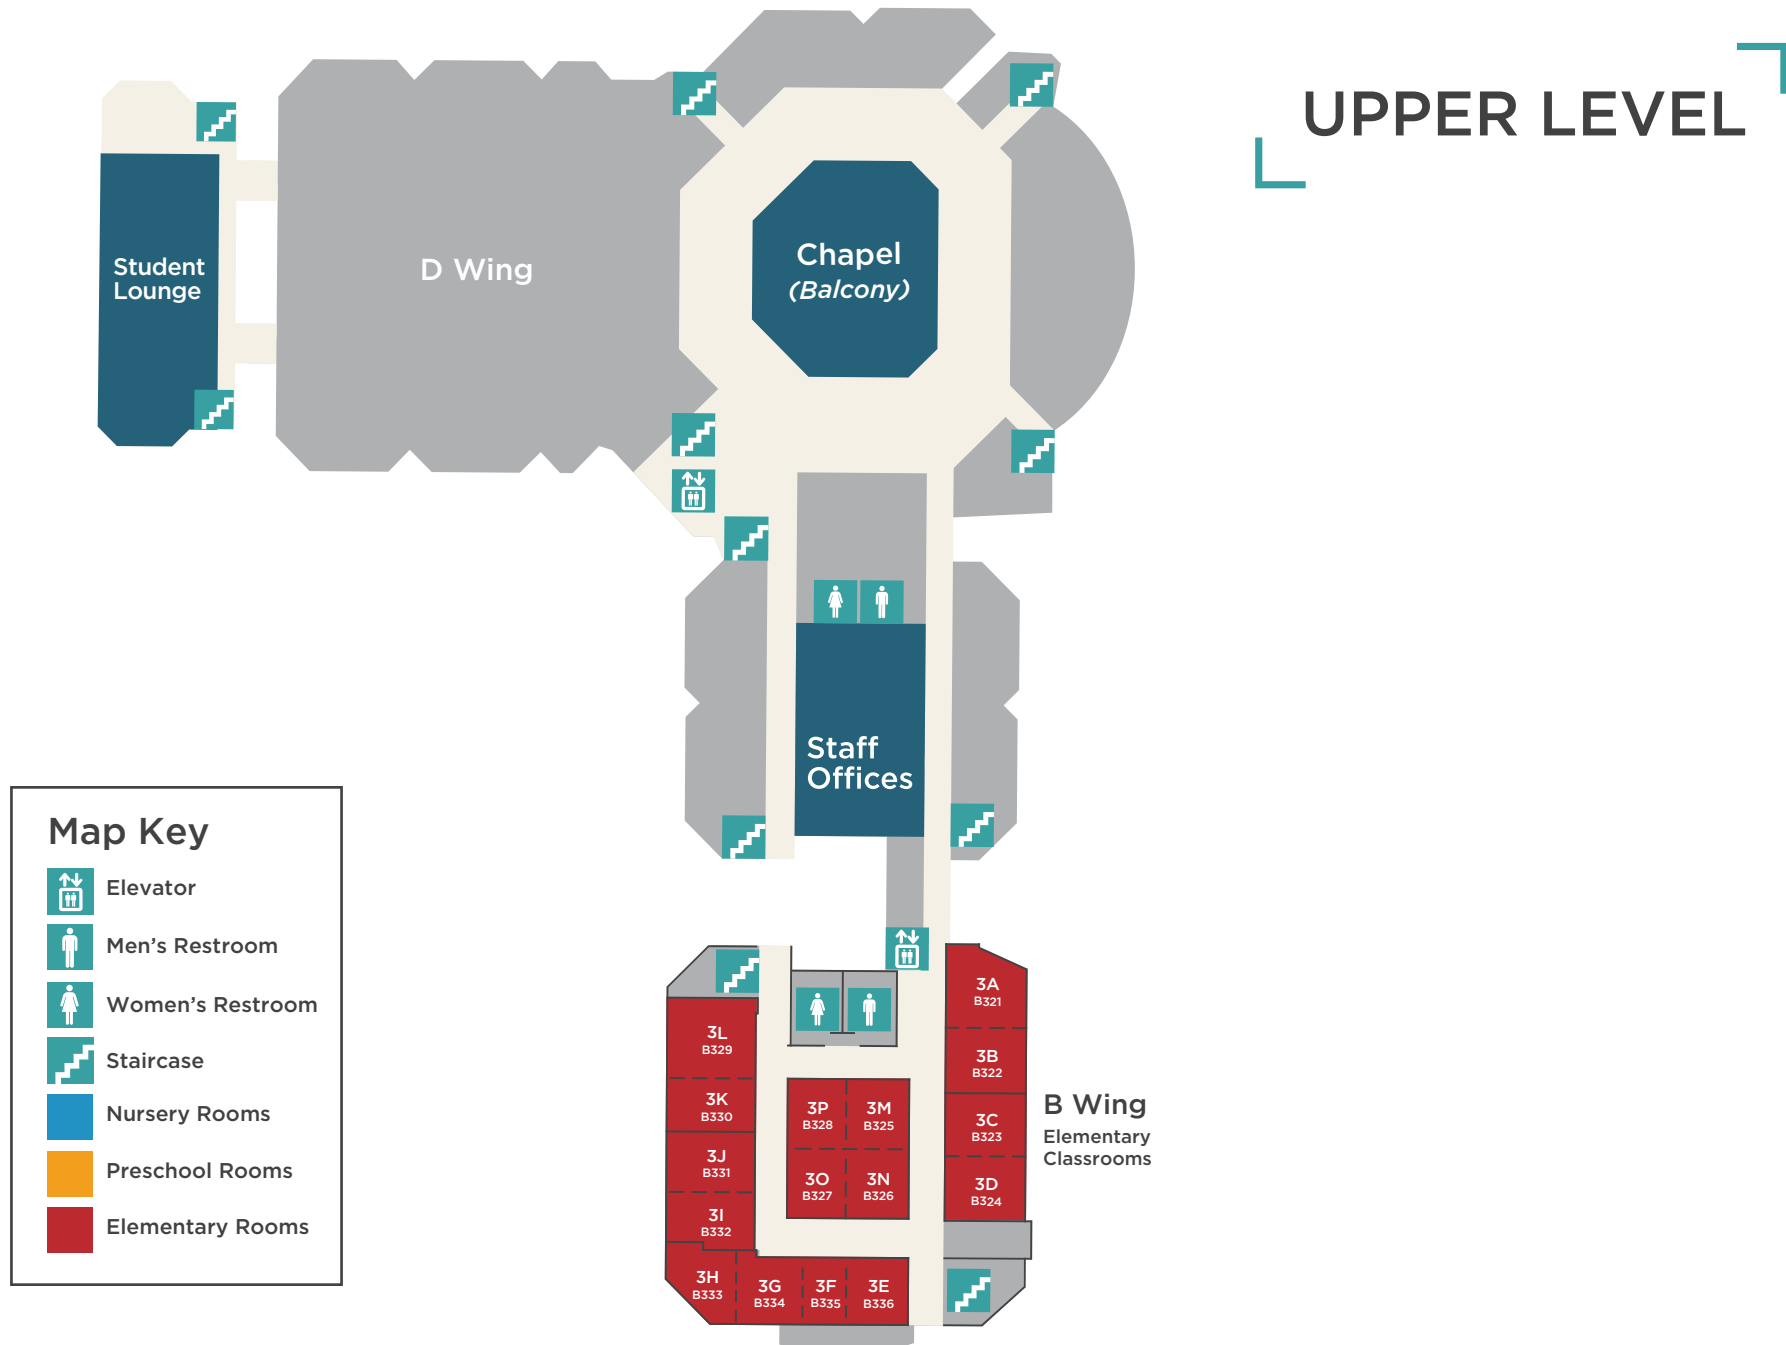 UPPER LEVEL
Student
Lounge
D Wing
Chapel
(Balcony)
Staff
Offices
Map Key
Elevator
Men's Restroom
Women's Restroom
Staircase
Nursery Rooms
Preschool Rooms
Elementary Rooms
3A
B321
3B
B322
3C
B323
3D
B324
3L
B329
3K
B330
3J
B331
3I
B332
3P
B328
3M
B325
3O
B327
3N
B326
3H
B333
3G
B334
3F
B335
3E
B336
B Wing
Elementary
Classrooms